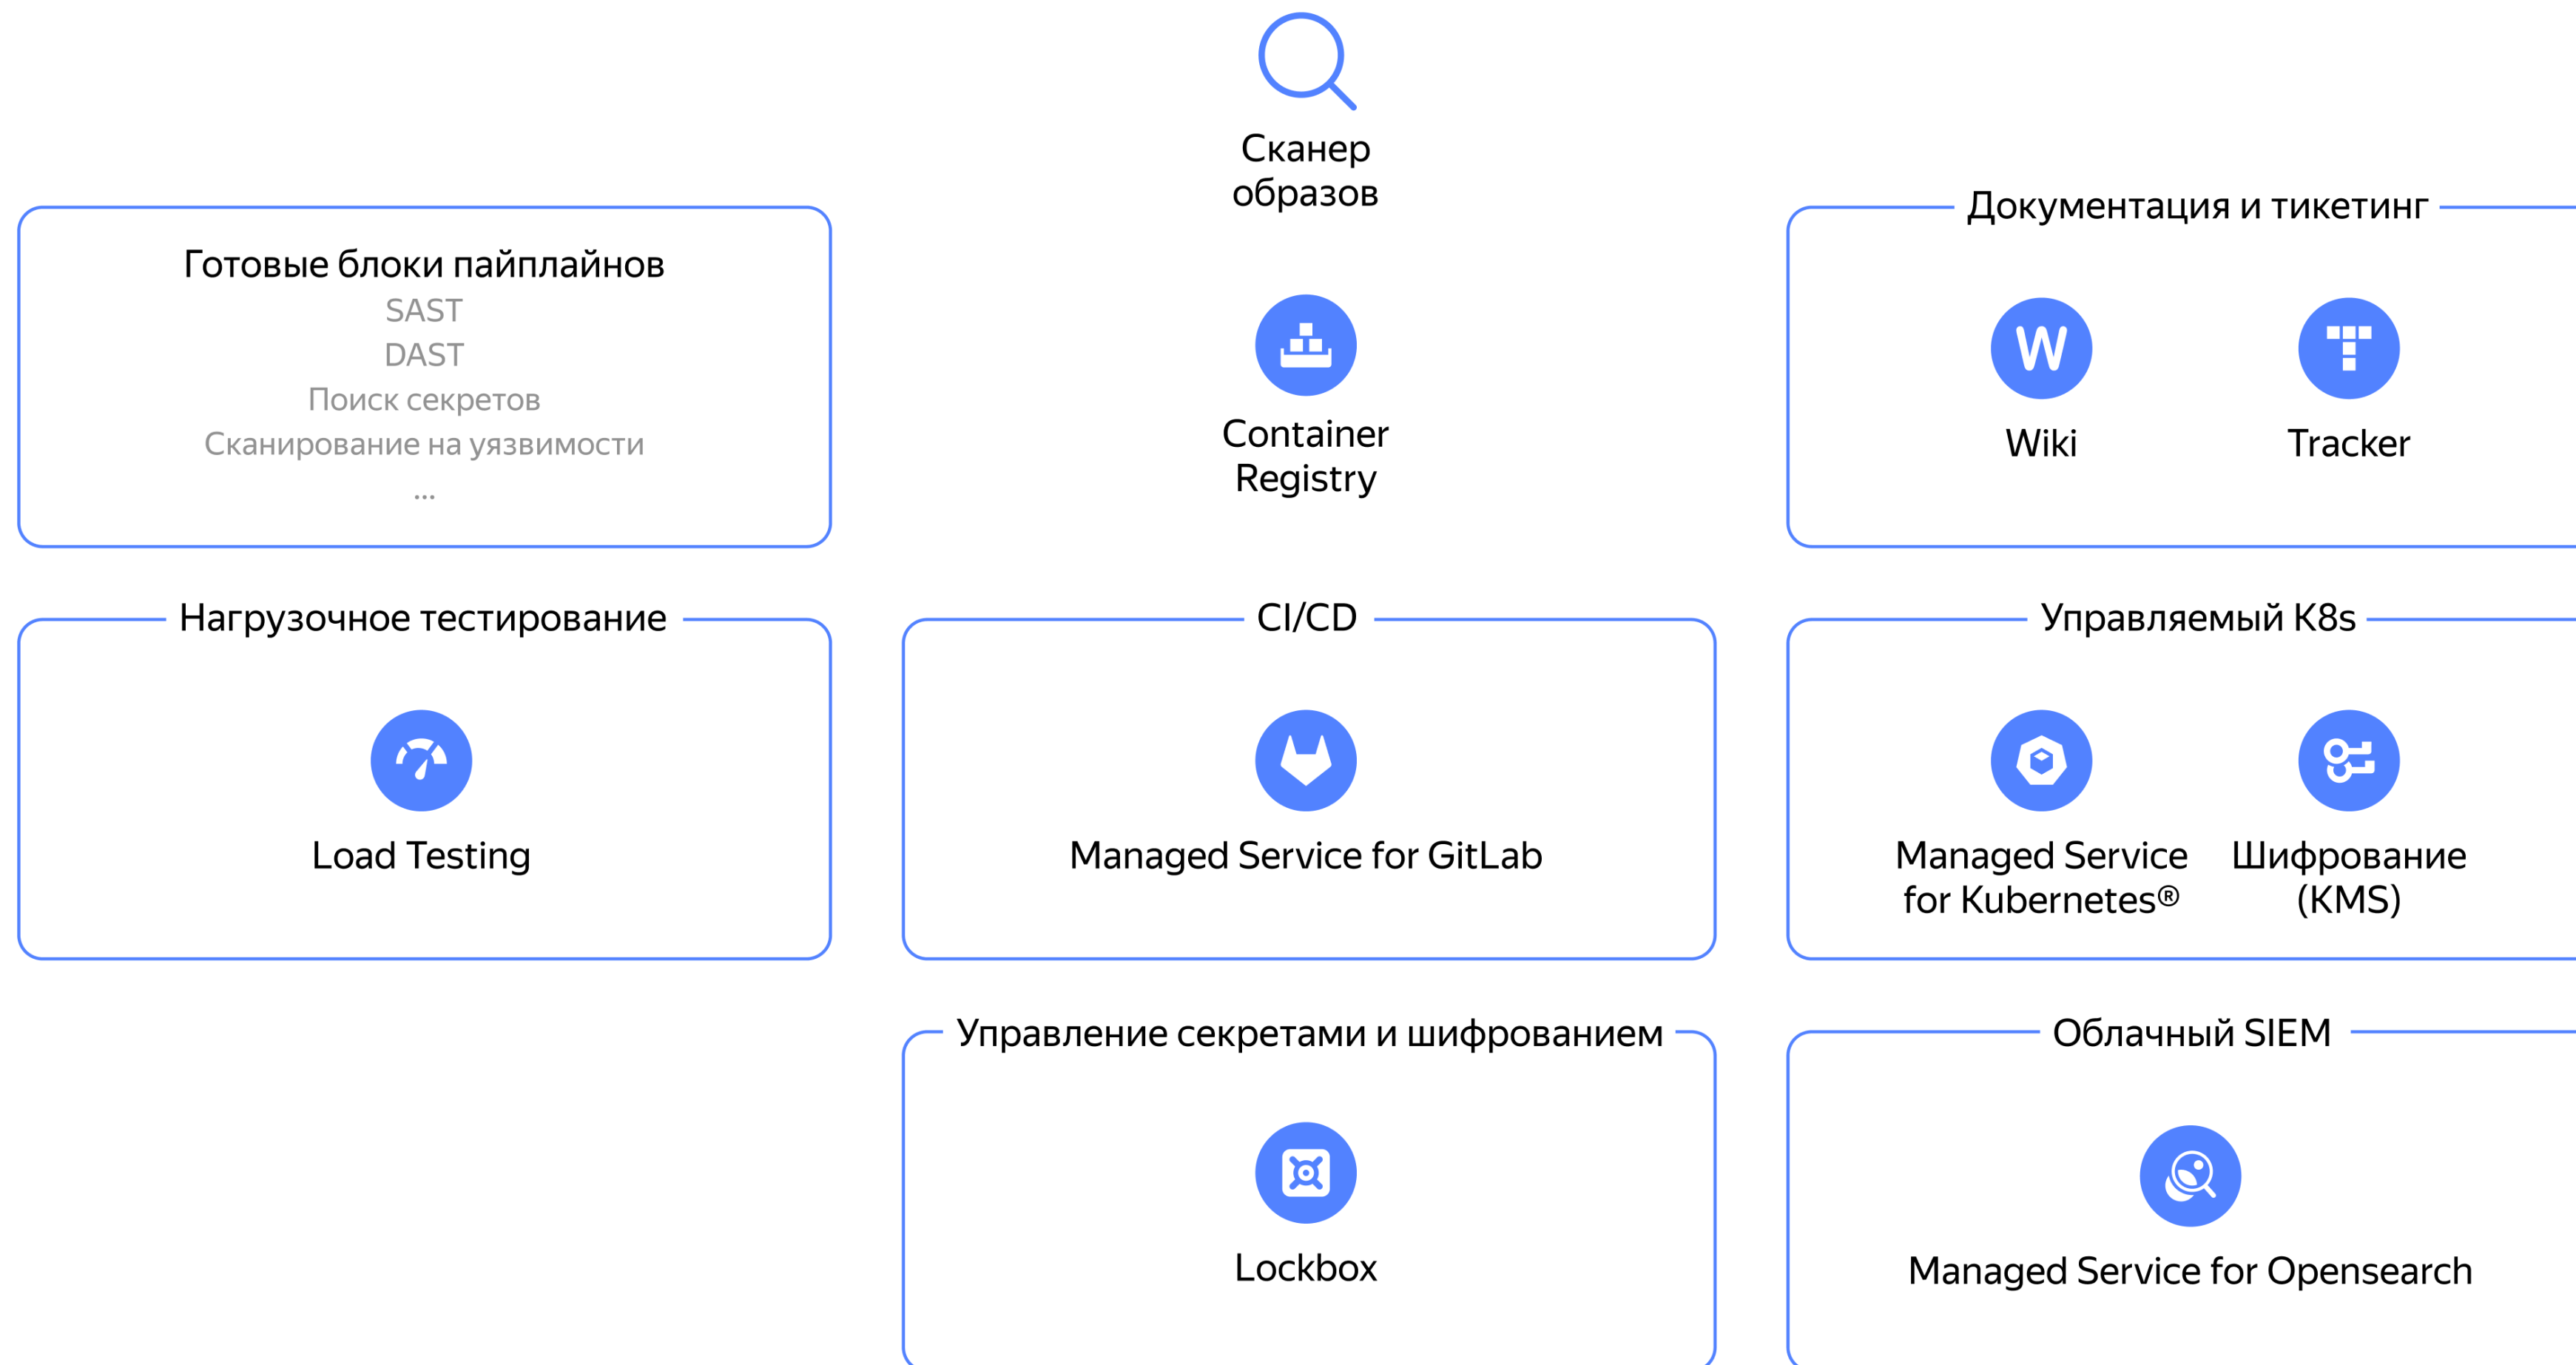 Сканер
образов
Готовые блоки пайплайнов
SAST
DAST
Поиск секретов
Сканирование на уязвимости
...
Container
Registry
Документация и тикетинг
Wiki
Tracker
Нагрузочное тестирование
Load Testing
CI/CD
Managed Service for GitLab
Управляемый K8s
Managed Service
for Kubernetes®
Шифрование
(KMS)
Управление секретами и шифрованием
Lockbox
Облачный SIEM
Managed Service for Opensearch